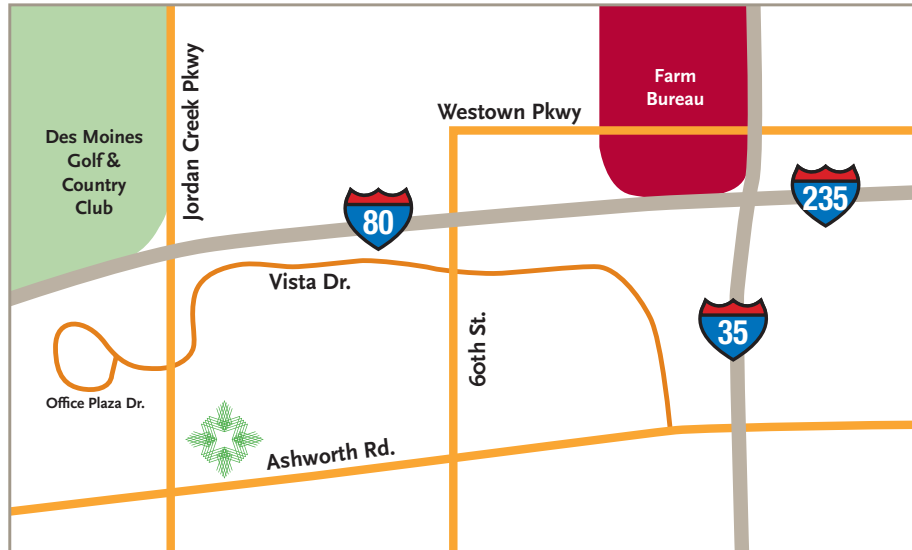 Jordan Creek Pkwy
Farm
Bureau
Westown Pkwy
Des Moines
Golf &
Country
Club
235
80
Vista Dr.
60th St.
35
Office Plaza Dr.
Ashworth Rd.